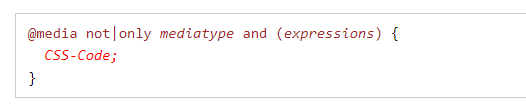 @media not|only mediatype and (expressions) {
CSS-Code;
}